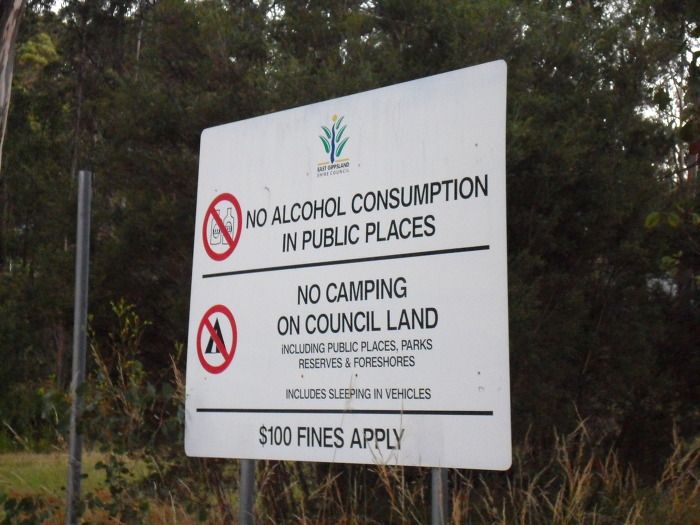 EAST GIPPSLAND
SHIRE COUNCIL
NO ALCOHOL CONSUMPTION
IN PUBLIC PLACES
NO CAMPING
ON COUNCIL LAND
iNCLUDING PUBLIC PLACES, PARKS
RESERVES & FORESHORES
INCLUDES SLEEPING IN VEHICLES
$100 FINES APPLY